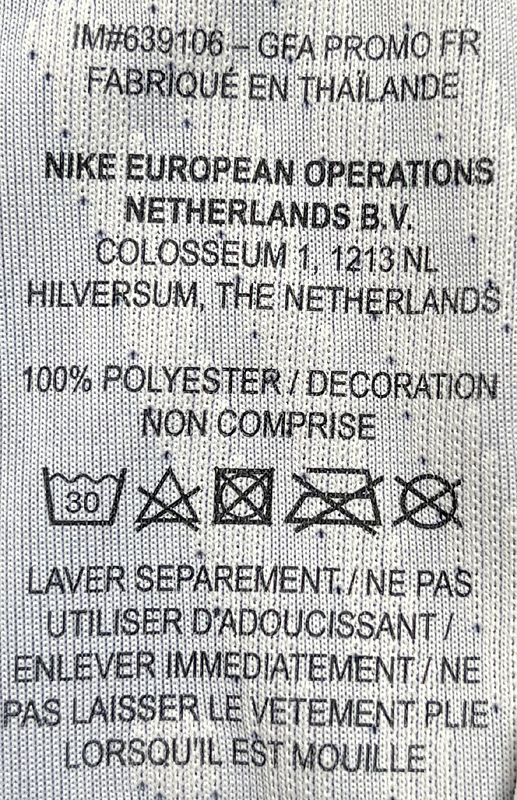 IM#639106 – GFA PROMO FR
FABRIQUÉ EN THAÏLANDE
NIKE EUROPEAN OPERATIONS
NETHERLANDS B.V.
COLOSSEUM 1, 1213 NL
HILVERSUM, THE NETHERLANDS
100% POLYESTER / DECORATION
NON COMPRISE
30
LAVER SEPAREMENT. / NE PAS
UTILISER D'ADOUCISSANT /
ENLEVER IMMEDIATEMENT / NE
PAS LAISSER LE VETEMENT PLIE
LORSQU'IL EST MOUILLE